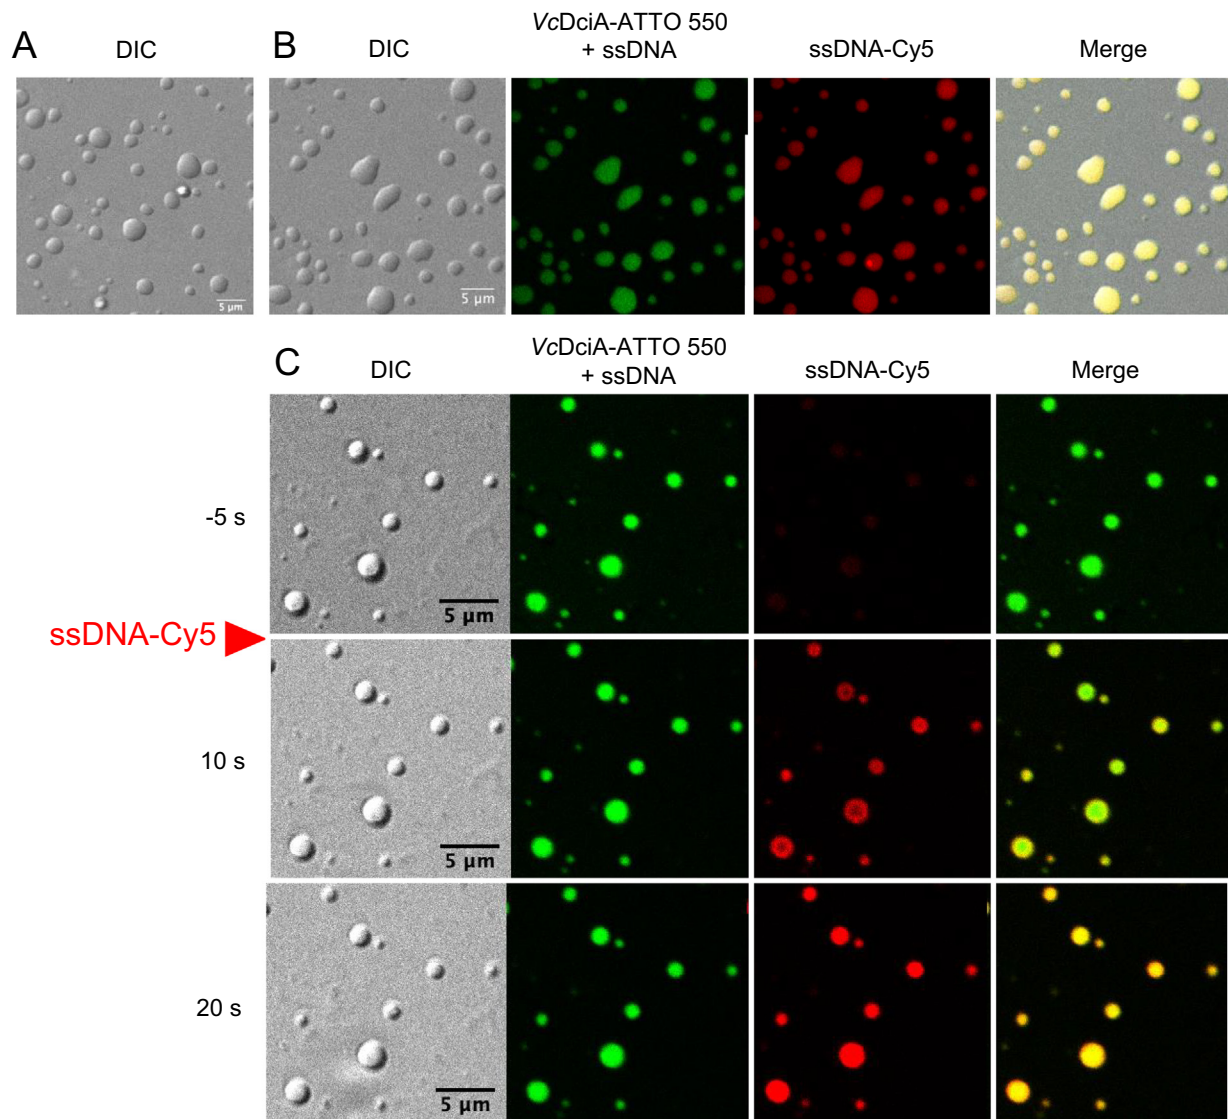 A
DIC
B
DIC
VcDciA-ATTO 550
+ ssDNA
ssDNA-Cy5
Merge
5 µm
5 µm
C
DIC
VcDciA-ATTO 550
+ ssDNA
ssDNA-Cy5
Merge
-5 s
5 µm
ssDNA-Cy5
10 s
5 µm
20 s
5 µm